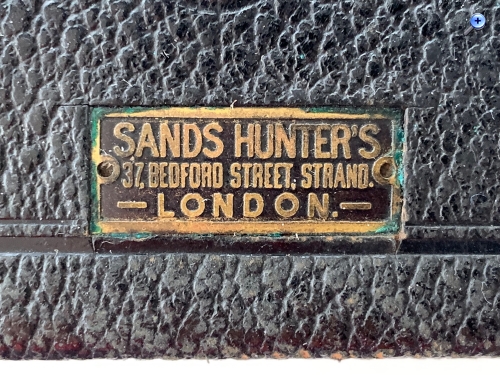 SANDS HUNTER'S
37, BEDFORD STREET, STRAND.
— LONDON. —